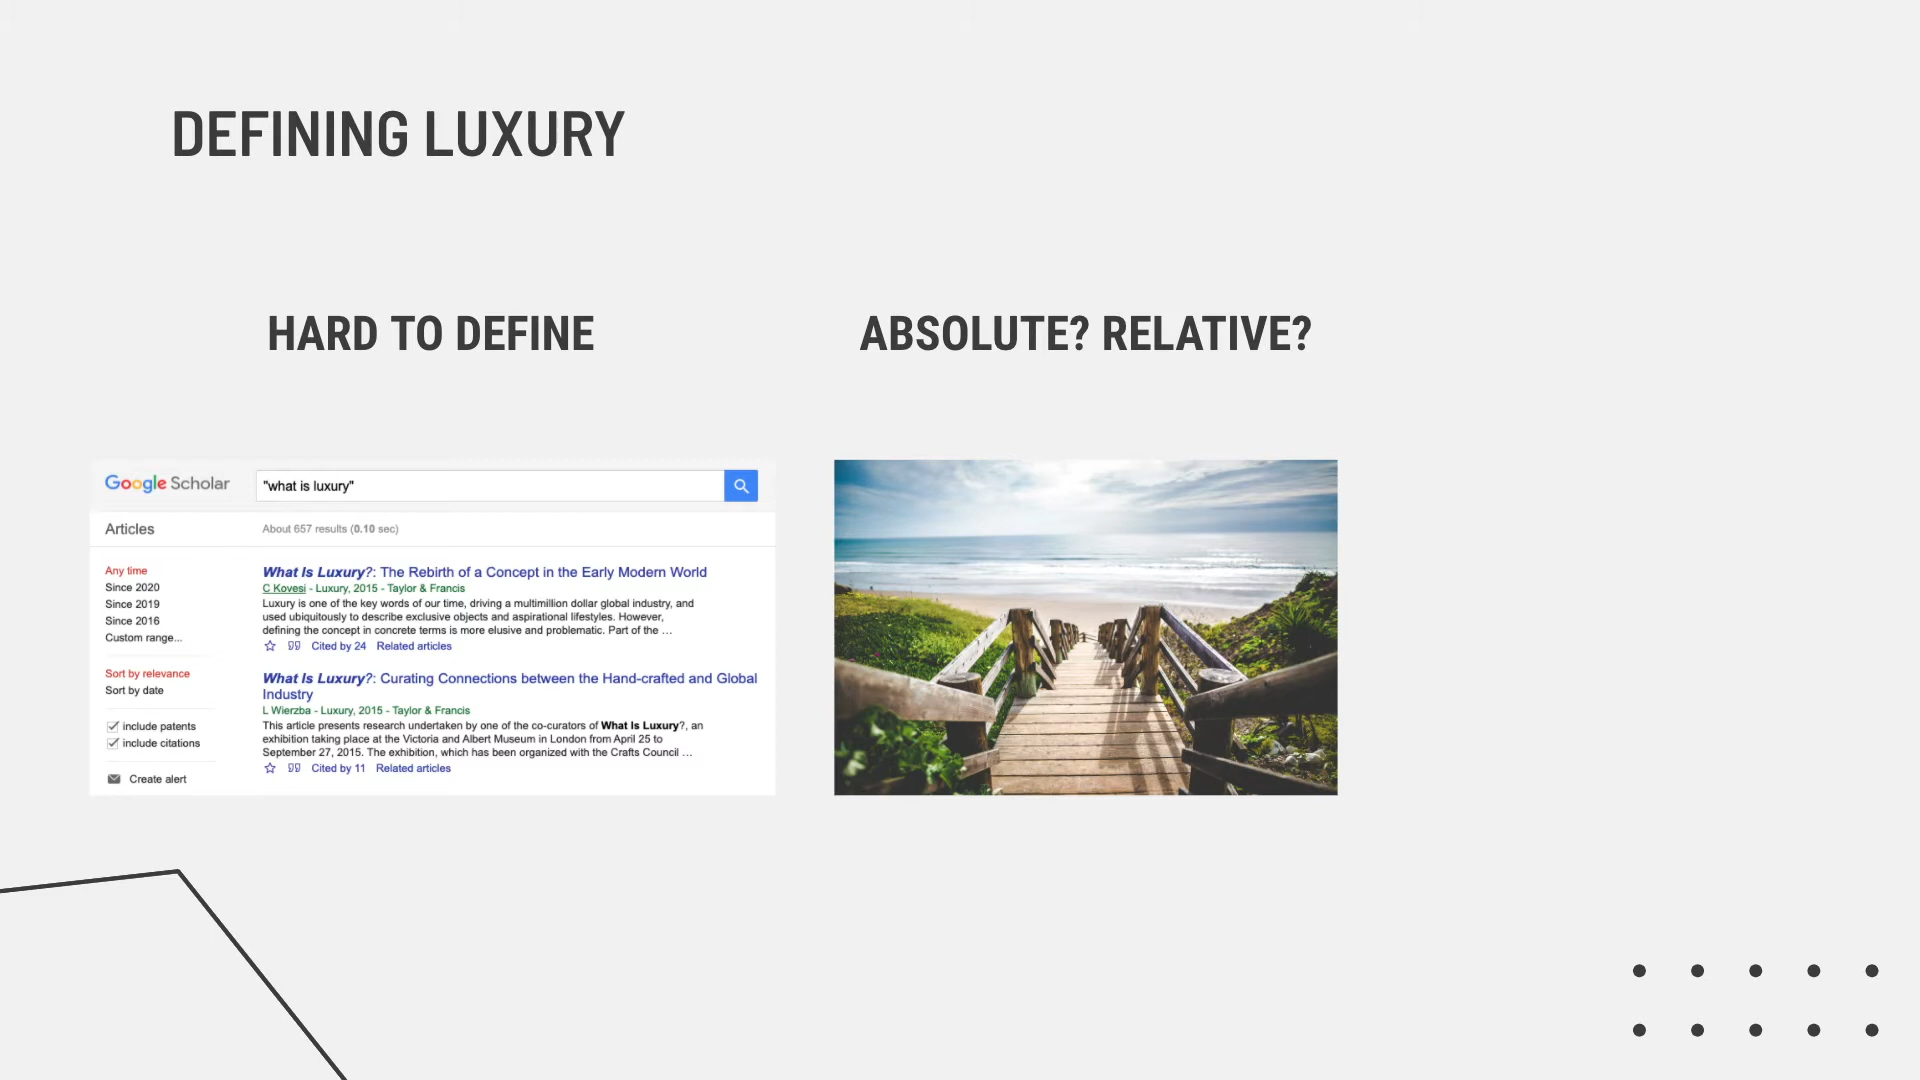 DEFINING LUXURY
HARD TO DEFINE
ABSOLUTE? RELATIVE?
Google Scholar
"what is luxury"
Articles
About 657 results (0.10 sec)
Any time
Since 2020
Since 2019
Since 2016
Custom range...
Sort by relevance
Sort by date
include patents
include citations
Create alert
What Is Luxury?: The Rebirth of a Concept in the Early Modern World
C Kovesi - Luxury, 2015 - Taylor & Francis
Luxury is one of the key words of our time, driving a multimillion dollar global industry, and
used ubiquitously to describe exclusive objects and aspirational lifestyles. However,
defining the concept in concrete terms is more elusive and problematic. Part of the …
Cited by 24 Related articles
What Is Luxury?: Curating Connections between the Hand-crafted and Global
Industry
L Wierzba - Luxury, 2015 - Taylor & Francis
This article presents research undertaken by one of the co-curators of What Is Luxury?, an
exhibition taking place at the Victoria and Albert Museum in London from April 25 to
September 27, 2015. The exhibition, which has been organized with the Crafts Council …
Cited by 11 Related articles